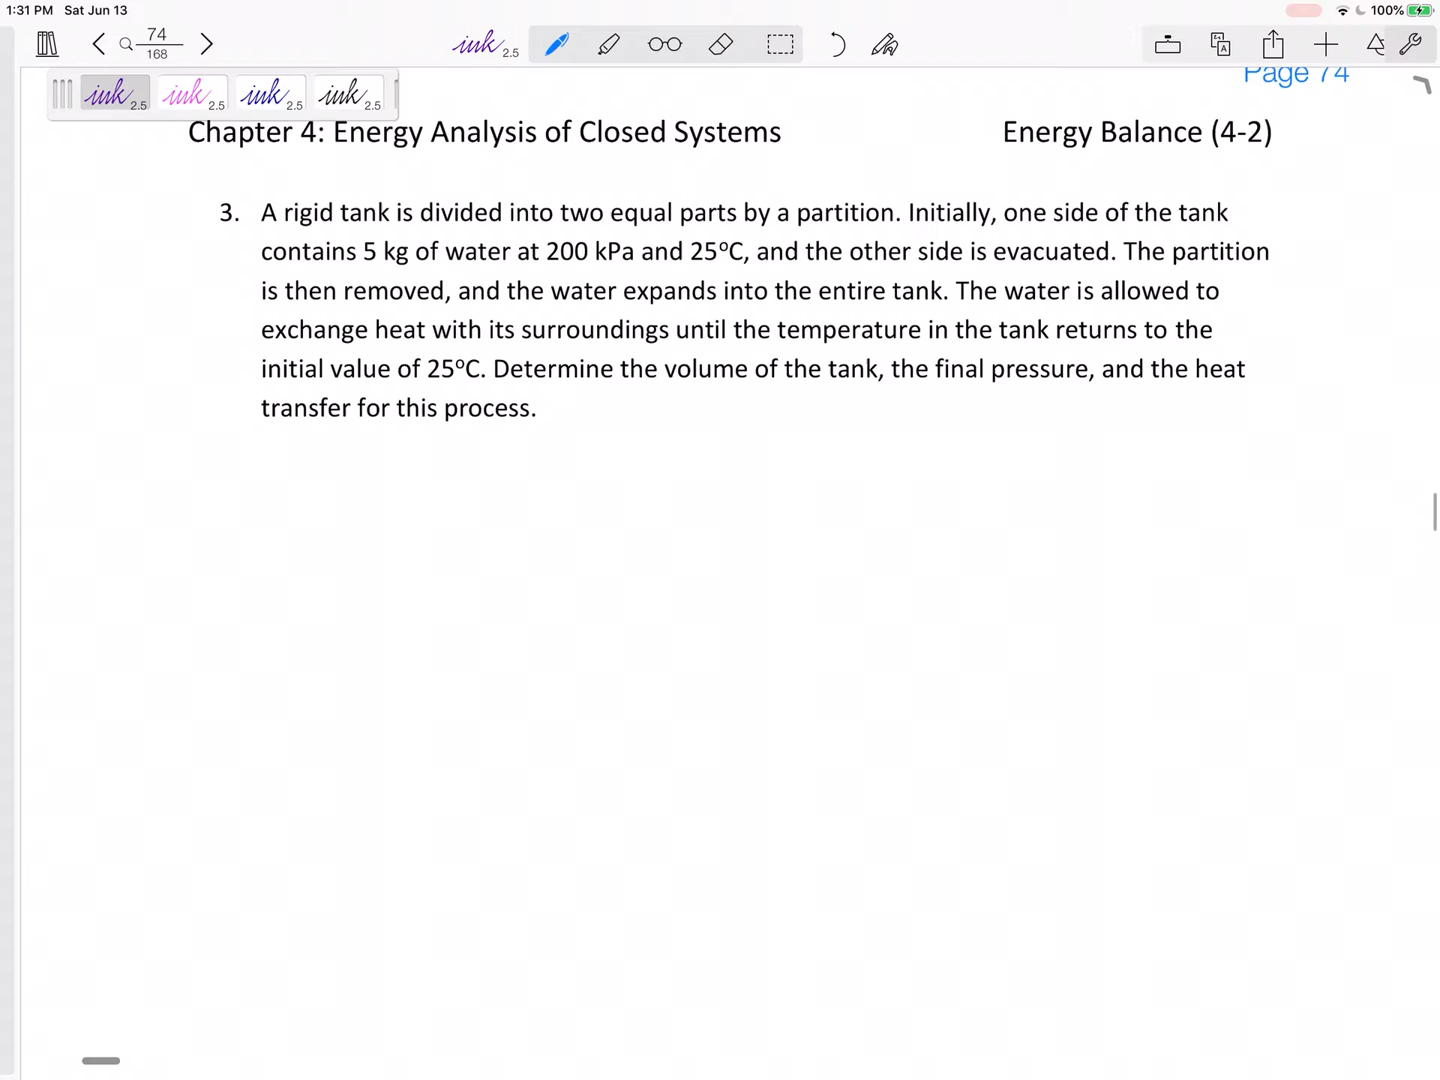 1:31 PM Sat Jun 13
100%
74
168
ink 2.5
Page 74
ink 2.5 ink 2.5 ink 2.5 ink 2.5
Chapter 4: Energy Analysis of Closed Systems Energy Balance (4-2)
3. A rigid tank is divided into two equal parts by a partition. Initially, one side of the tank
contains 5 kg of water at 200 kPa and 25°C, and the other side is evacuated. The partition
is then removed, and the water expands into the entire tank. The water is allowed to
exchange heat with its surroundings until the temperature in the tank returns to the
initial value of 25°C. Determine the volume of the tank, the final pressure, and the heat
transfer for this process.